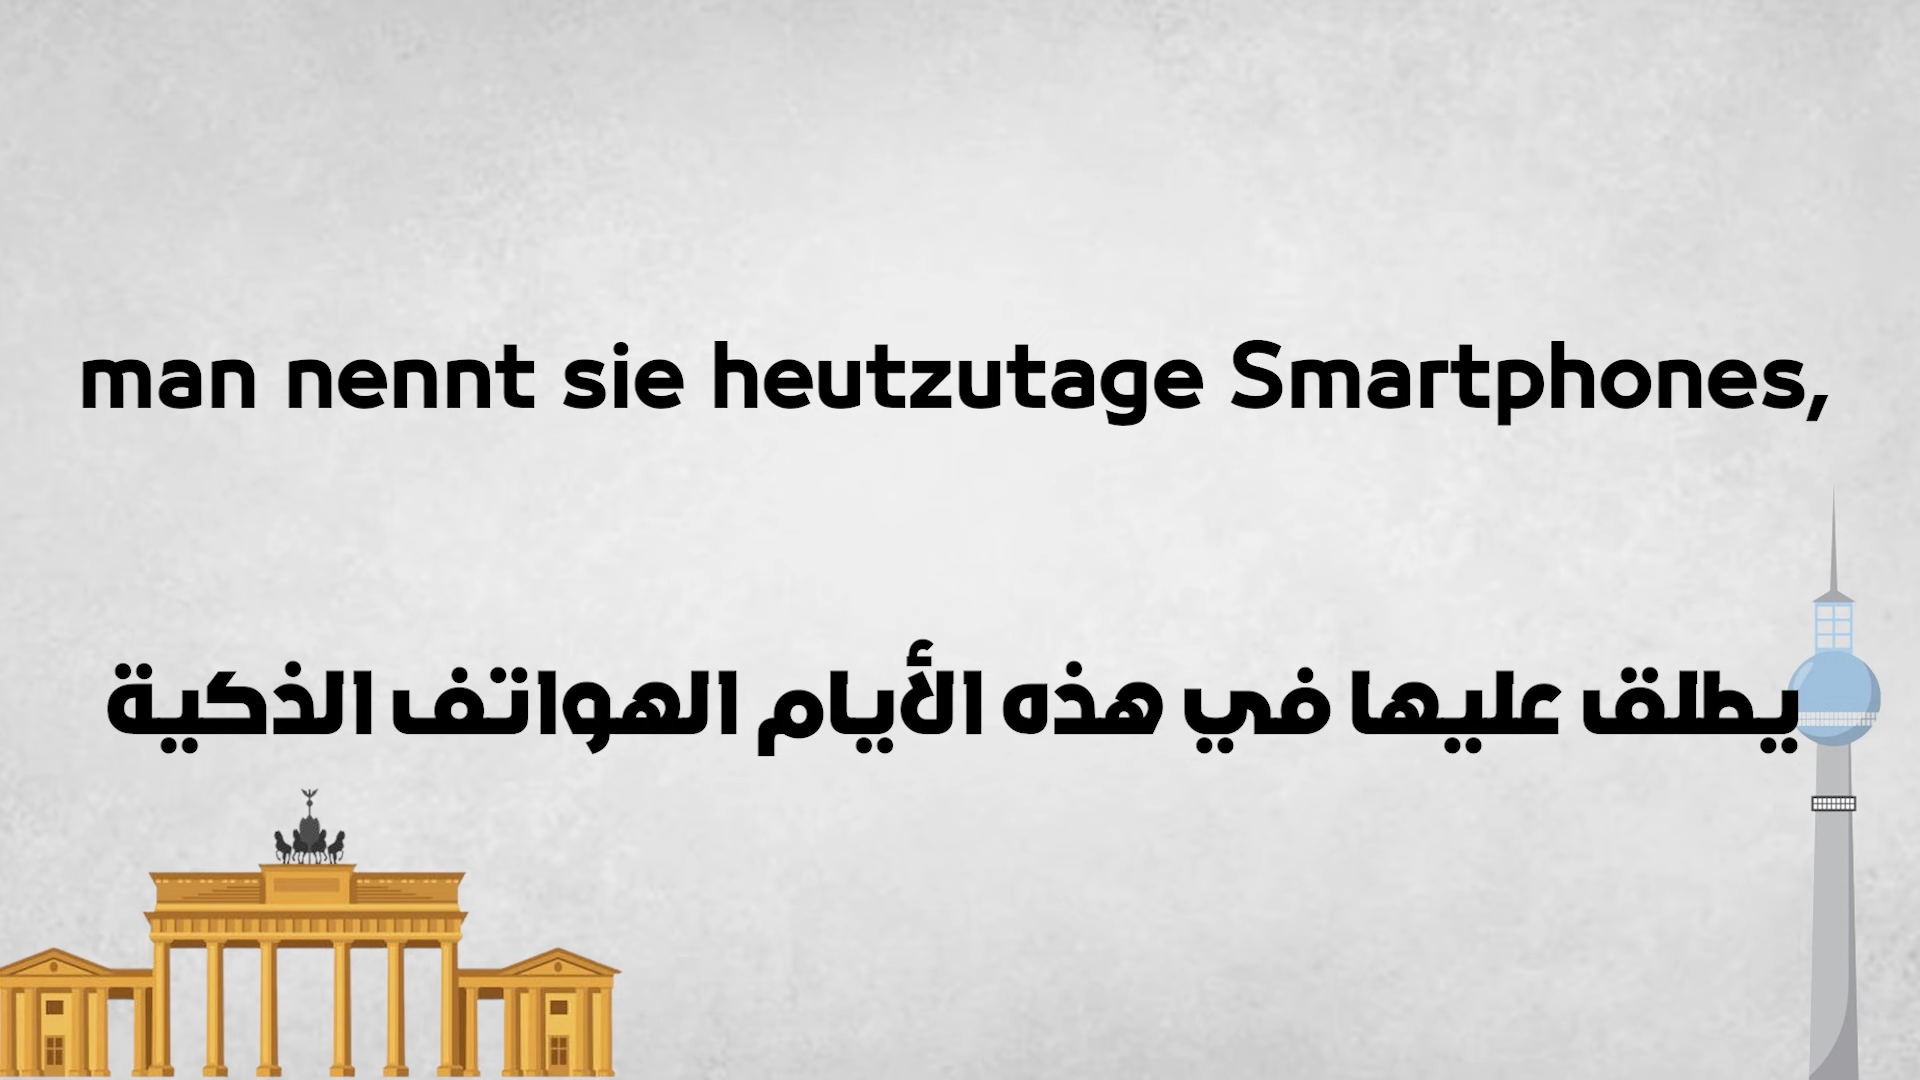 man nennt sie heutzutage Smartphones,
يطلق عليها في هذه الأيام الهواتف الذكية